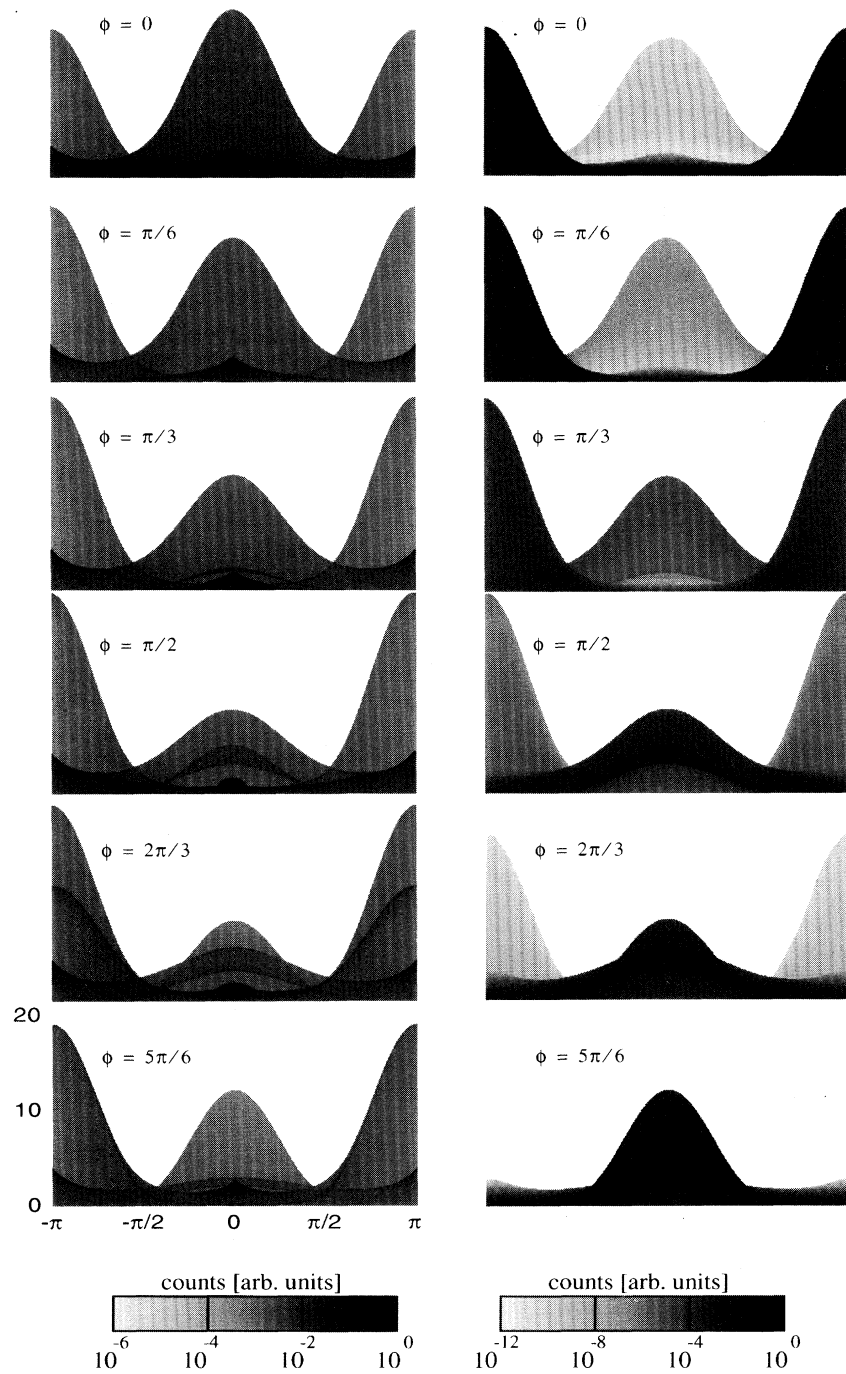 ϕ = 0
ϕ = 0
ϕ = π/6
ϕ = π/6
ϕ = π/3
ϕ = π/3
ϕ = π/2
ϕ = π/2
ϕ = 2π/3
ϕ = 2π/3
20
ϕ = 5π/6
ϕ = 5π/6
10
0
-π -π/2 0 π/2 π
counts [arb. units]
counts [arb. units]
10^-6 10^-4 10^-2 10^0
10^-12 10^-8 10^-4 10^0